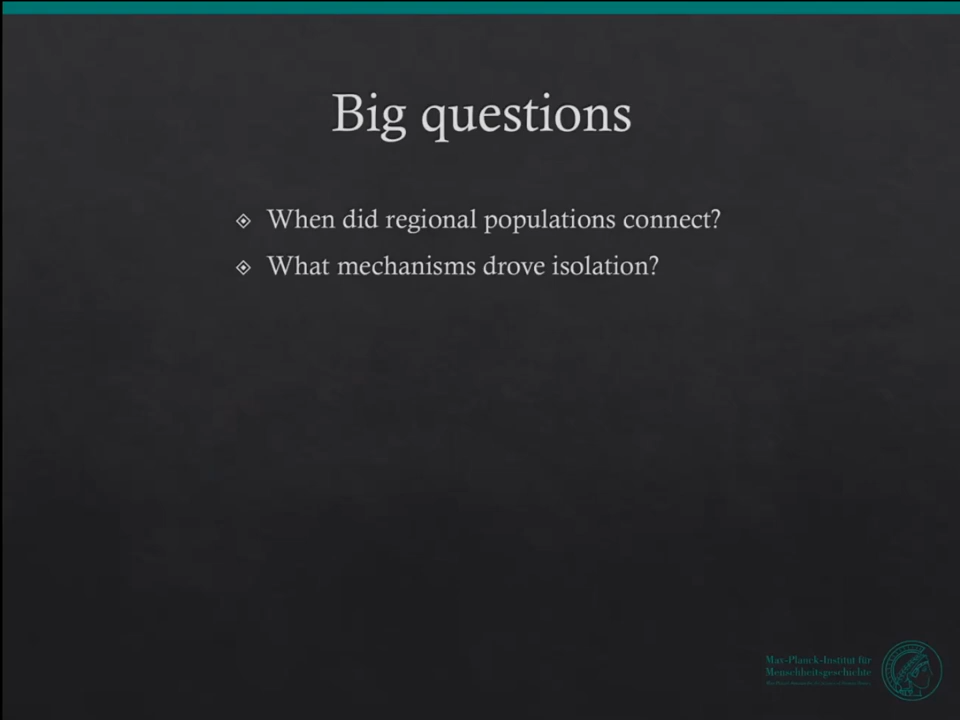 Big questions
When did regional populations connect?
What mechanisms drove isolation?
Max-Planck-Institut für
Menschheitsgeschichte